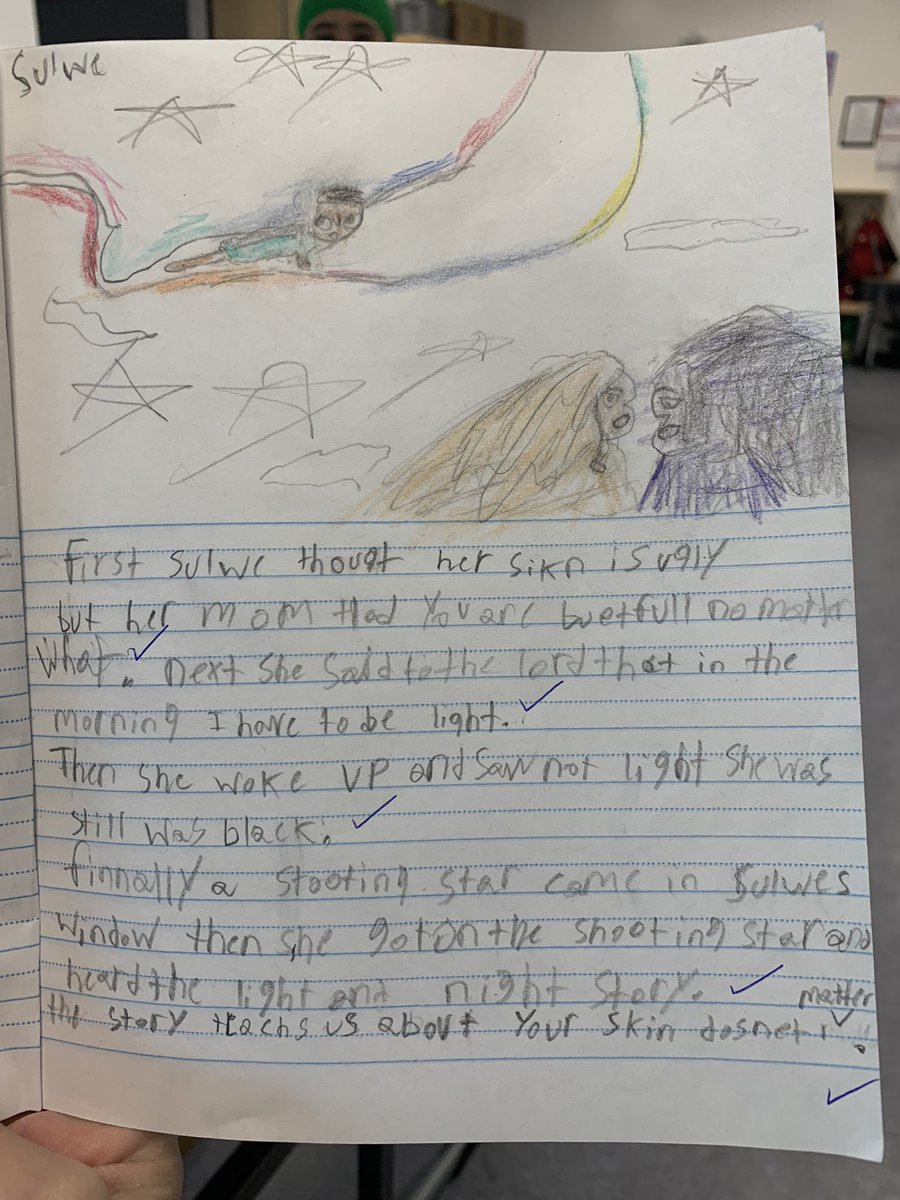 Sulwe
First sulwe thougt her sikn is ugly
but her mom thad you are buetfull no matter
what. next she said to the lord that in the
morning I have to be light.
Then she woke up and saw not light she was
still was black.
finnally a stooting star came in sulwes
window then she got on the shooting star and
heard the light and night story.
matter
the story teachs us about your skin dosnet !